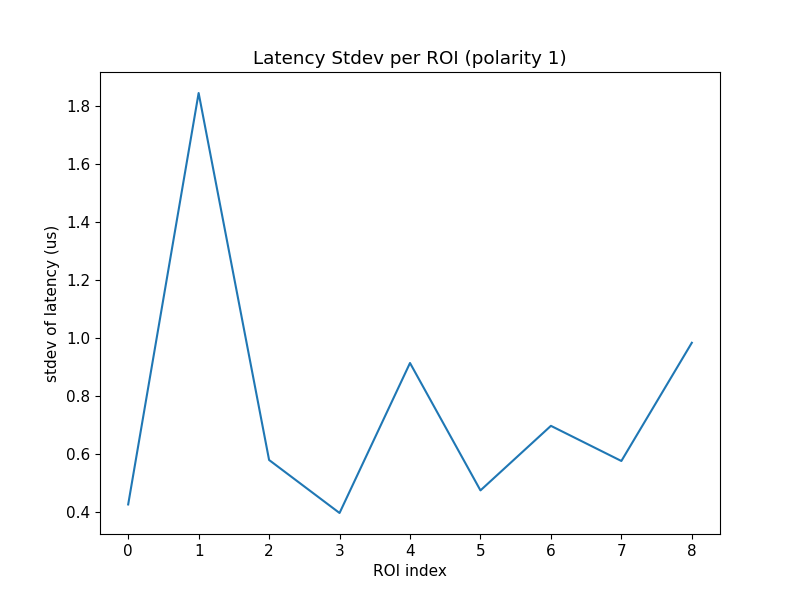 Latency Stdev per ROI (polarity 1)
stdev of latency (us)
1.8
1.6
1.4
1.2
1.0
0.8
0.6
0.4
0 1 2 3 4 5 6 7 8
ROI index